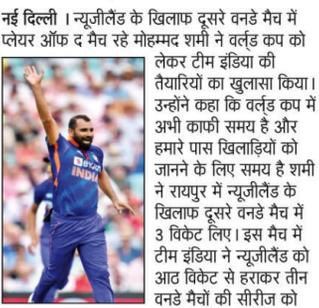 नई दिल्ली । न्यूजीलैंड के खिलाफ दूसरे वनडे मैच में
प्लेयर ऑफ द मैच रहे मोहम्मद शमी ने वर्ल्ड कप को
लेकर टीम इंडिया की
तैयारियों का खुलासा किया।
उन्होंने कहा कि वर्ल्ड कप में
अभी काफी समय है और
हमारे पास खिलाड़ियों को
जानने के लिए समय है शमी
ने रायपुर में न्यूजीलैंड के
खिलाफ दूसरे वनडे मैच में
3 विकेट लिए। इस मैच में
टीम इंडिया ने न्यूजीलैंड को
आठ विकेट से हराकर तीन
वनडे मैचों की सीरीज को
INDIA